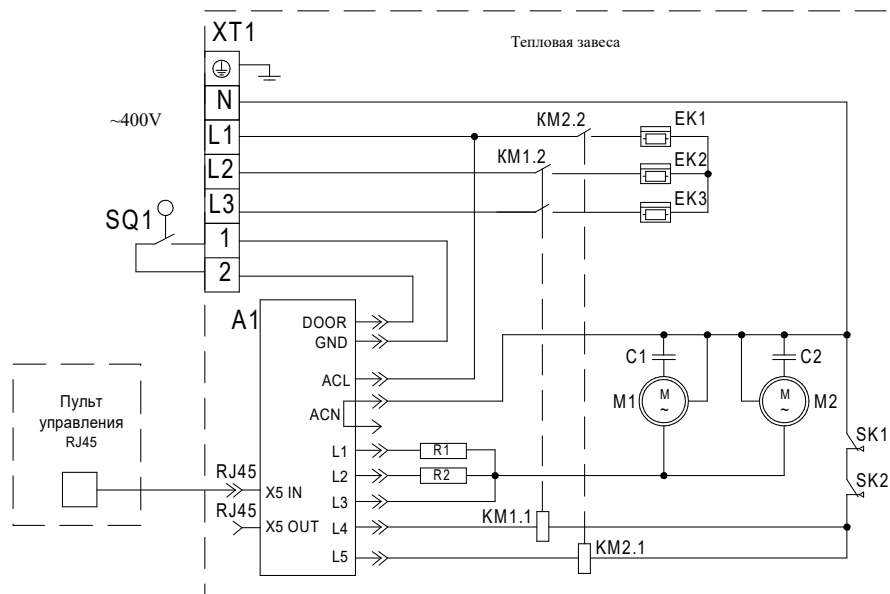 XT1
Тепловая завеса
N
~400V
L1
KM2.2
EK1
L2
KM1.2
EK2
L3
EK3
SQ1
1
2
A1
DOOR
GND
C1
C2
ACL
M1
M
~
M
~
M2
ACN
Пульт
управления
RJ45
SK1
L1
R1
RJ45
L2
R2
SK2
X5 IN
L3
RJ45
KM1.1
X5 OUT
L4
KM2.1
L5